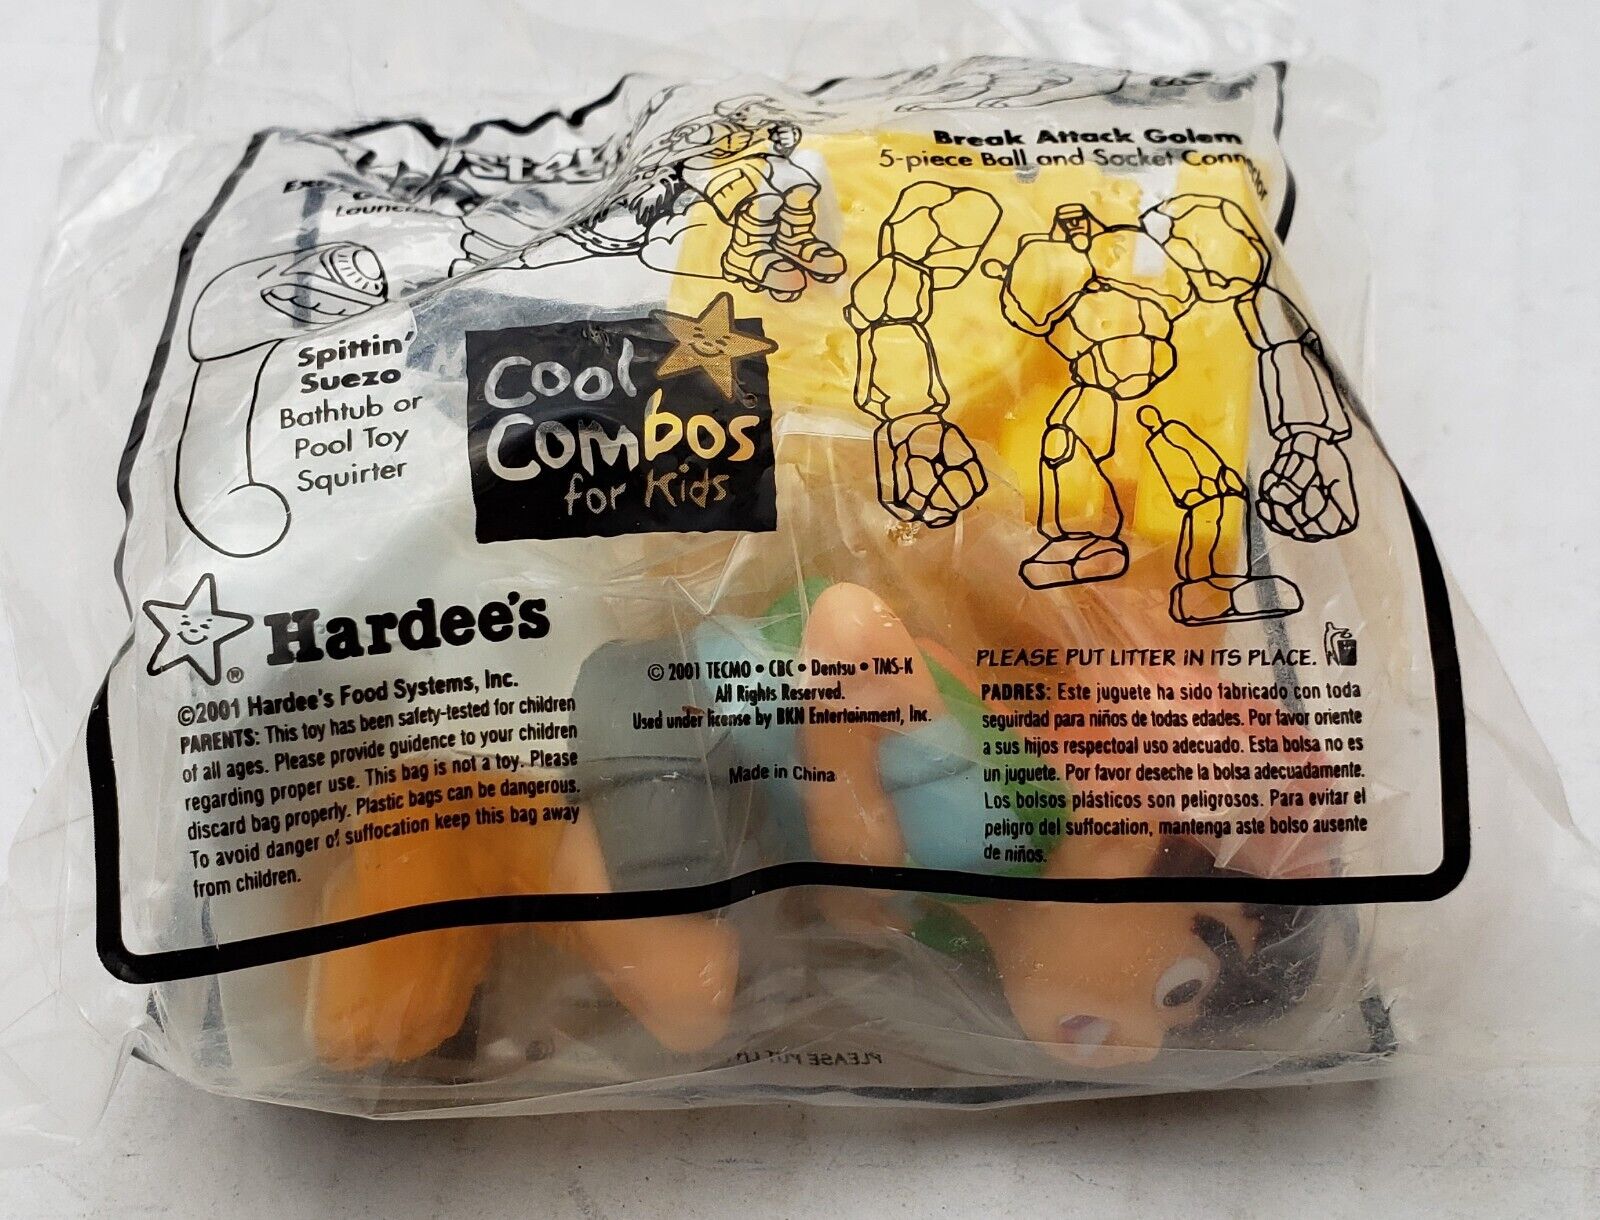 Break Attack Golem
5-piece Ball and Socket
Spittin'
Suezo
Bathtub or
Pool Toy
Squirter
Cool
Combos
for Kids
Hardee's
®
©2001 Hardee's Food Systems, Inc.
PARENTS: This toy has been safety-tested for children
of all ages. Please provide guidence to your children
regarding proper use. This bag is not a toy. Please
discard bag properly. Plastic bags can be dangerous.
To avoid danger of suffocation keep this bag away
from children.
© 2001 TECMO • CBC • Dentsu • TMS-K
All Rights Reserved.
Used under license by BKN Entertainment, Inc.
Made in China
PLEASE PUT LITTER IN ITS PLACE.
PADRES: Este juguete ha sido fabricado con toda
seguirdad para niños de todas edades. Por favor oriente
a sus hijos respectoal uso adecuado. Esta bolsa no es
un juguete. Por favor deseche la bolsa adecuadamente.
Los bolsos plásticos son peligrosos. Para evitar el
peligro del suffocation, mantenga aste bolso ausente
de niños.
PLEASE PUT